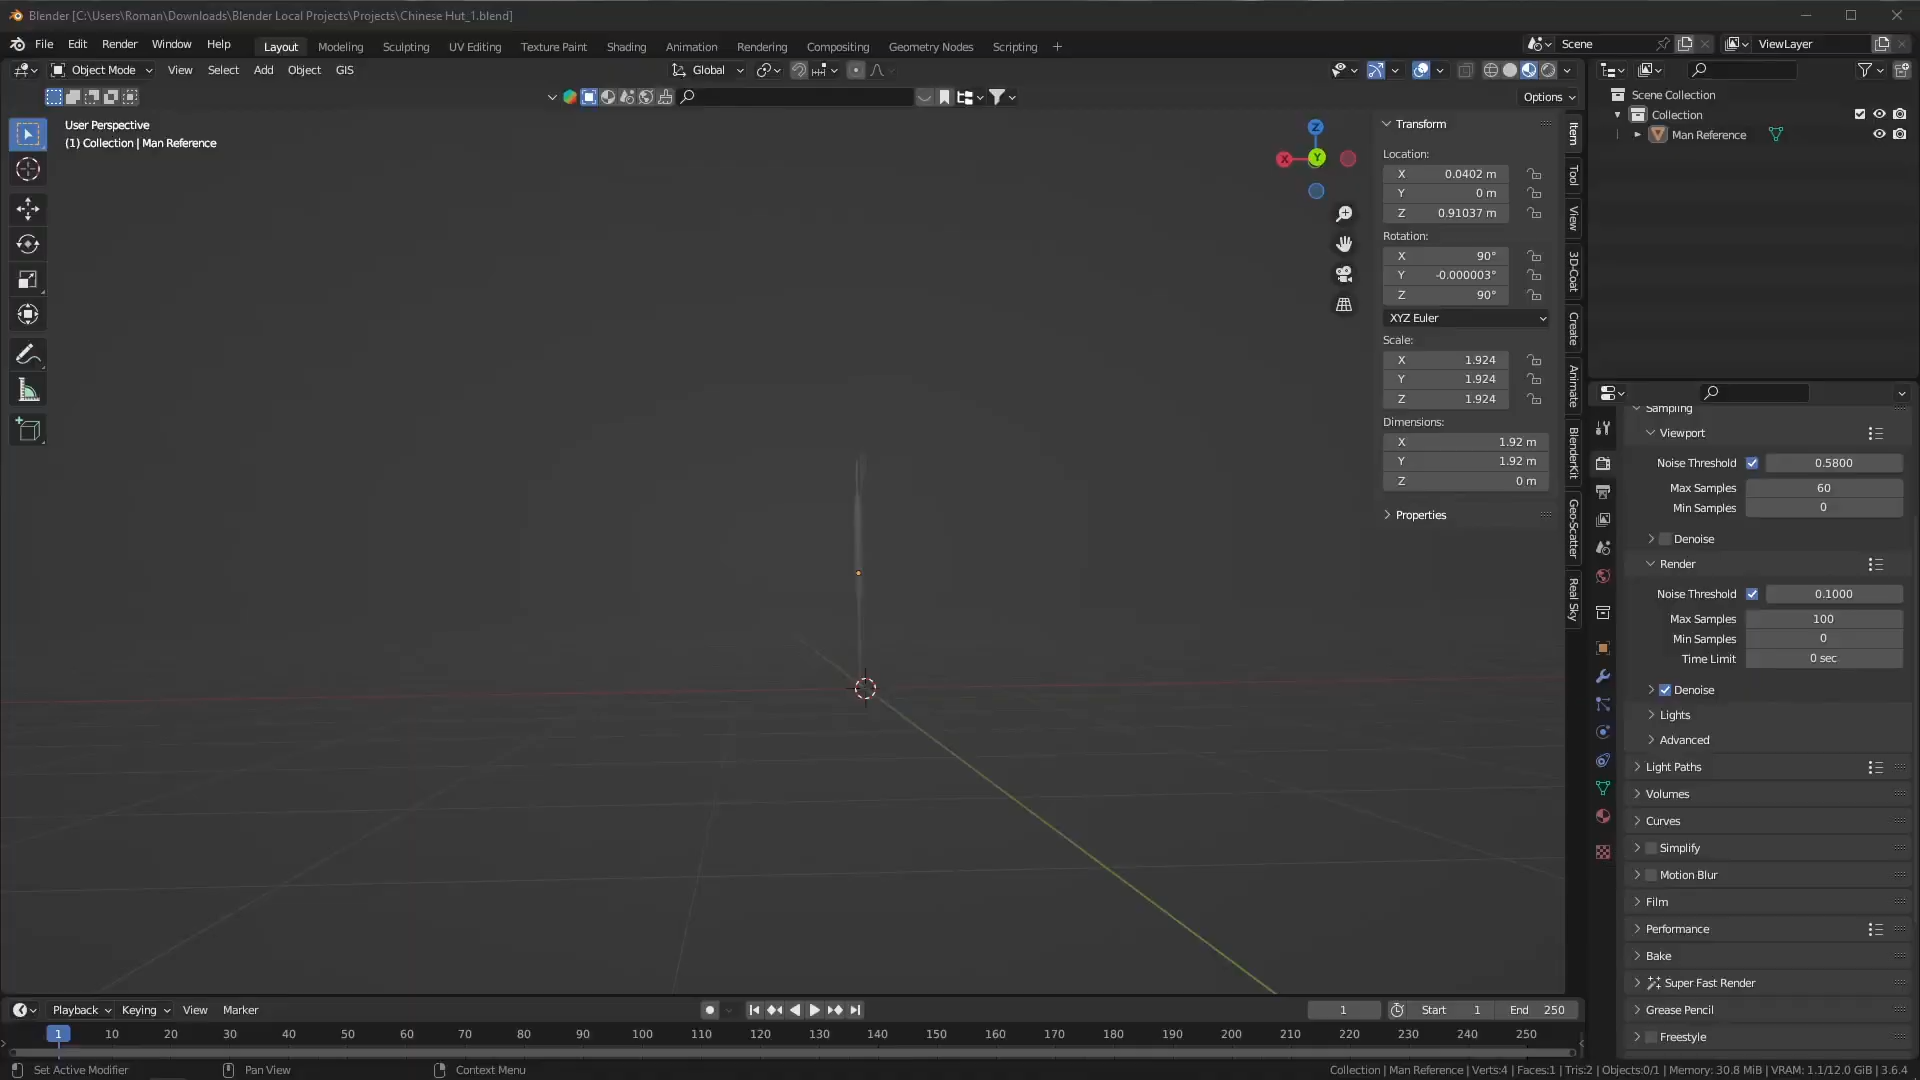 Blender [C:\Users\Roman\Downloads\Blender Local Projects\Projects\Chinese Hut_1.blend]
File Edit Render Window Help Layout Modeling Sculpting UV Editing Texture Paint Shading Animation Rendering Compositing Geometry Nodes Scripting Scene ViewLayer
Object Mode View Select Add Object GIS Global
Options
User Perspective
(1) Collection | Man Reference
Z
X
Y
Transform
Location:
X 0.0402 m
Y 0 m
Z 0.91037 m
Rotation:
X 90°
Y -0.000003°
Z 90°
XYZ Euler
Scale:
X 1.924
Y 1.924
Z 1.924
Dimensions:
X 1.92 m
Y 1.92 m
Z 0 m
Properties
Item
Tool
View
3D-Coat
Create
Animate
BlenderKit
Geo-Scatter
Real Sky
Scene Collection
Collection
Man Reference
Sampling
Viewport
Noise Threshold 0.5800
Max Samples 60
Min Samples 0
Denoise
Render
Noise Threshold 0.1000
Max Samples 100
Min Samples 0
Time Limit 0 sec
Denoise
Lights
Advanced
Light Paths
Volumes
Curves
Simplify
Motion Blur
Film
Performance
Bake
Super Fast Render
Grease Pencil
Freestyle
Playback Keying View Marker 1 Start 1 End 250
1 10 20 30 40 50 60 70 80 90 100 110 120 130 140 150 160 170 180 190 200 210 220 230 240 250
Set Active Modifier Pan View Context Menu Collection | Man Reference | Verts:4 | Faces:1 | Tris:2 | Objects:0/1 | Memory: 30.8 MiB | VRAM: 1.1/12.0 GiB | 3.6.4